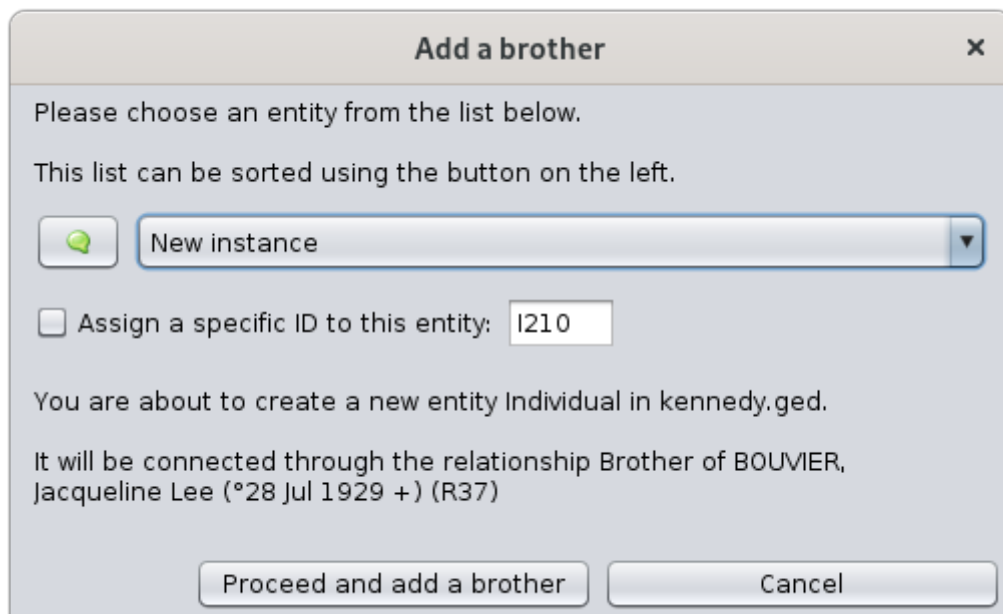 Add a brother
×
Please choose an entity from the list below.
This list can be sorted using the button on the left.
New instance
Assign a specific ID to this entity: I210
You are about to create a new entity Individual in kennedy.ged.
It will be connected through the relationship Brother of BOUVIER,
Jacqueline Lee (°28 Jul 1929 +) (R37)
Proceed and add a brother Cancel